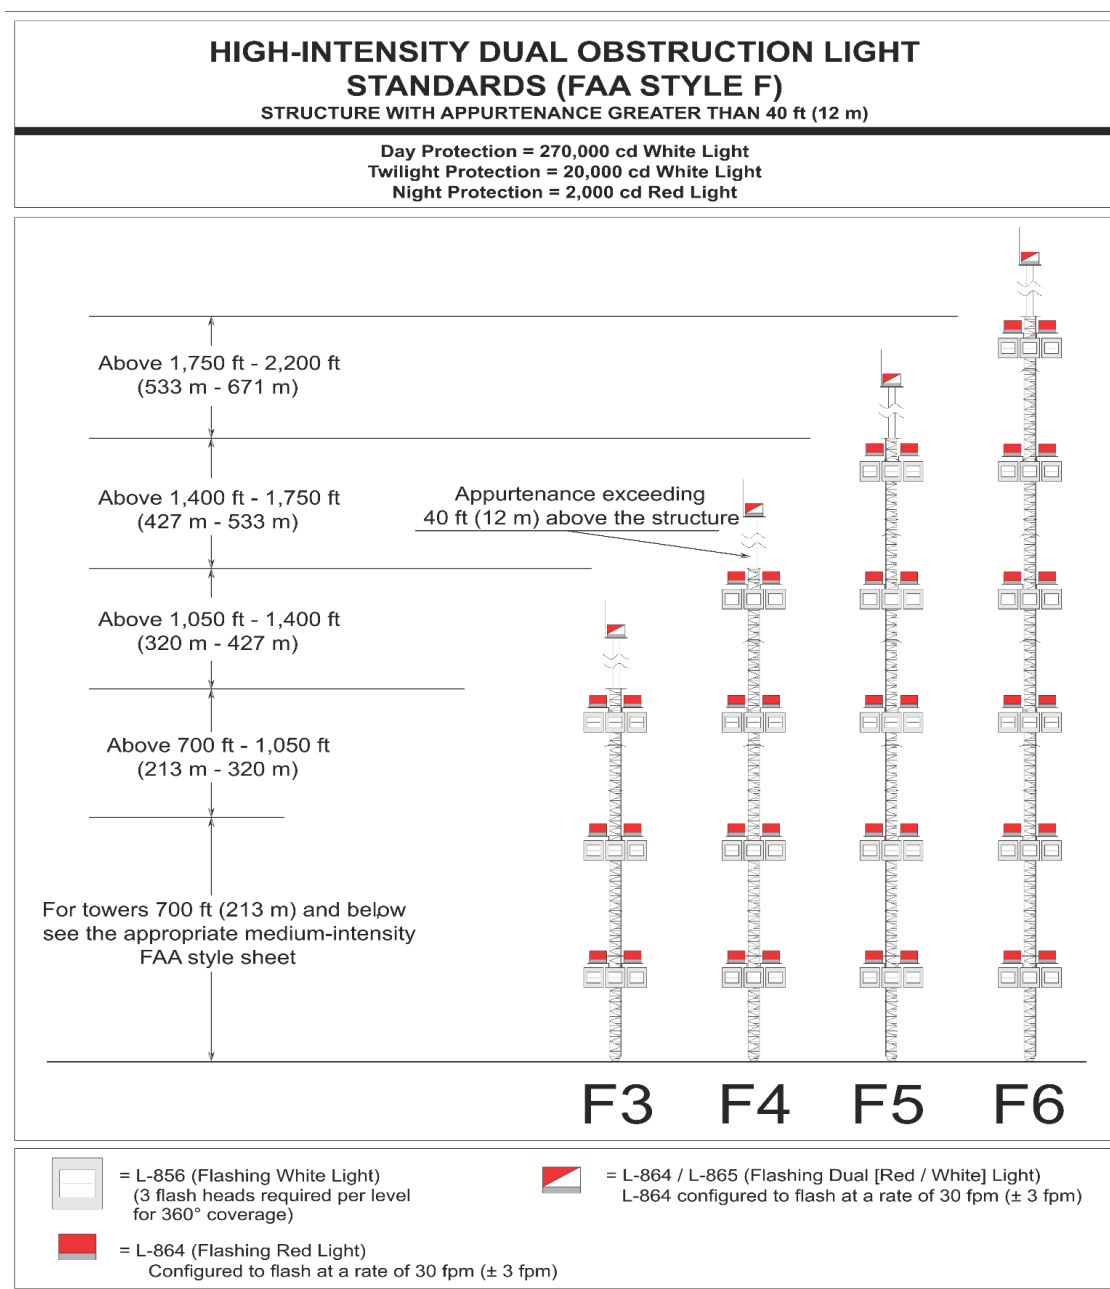 HIGH-INTENSITY DUAL OBSTRUCTION LIGHT
STANDARDS (FAA STYLE F)
STRUCTURE WITH APPURTENANCE GREATER THAN 40 ft (12 m)
Day Protection = 270,000 cd White Light
Twilight Protection = 20,000 cd White Light
Night Protection = 2,000 cd Red Light
Above 1,750 ft - 2,200 ft
(533 m - 671 m)
Above 1,400 ft - 1,750 ft
(427 m - 533 m)
Appurtenance exceeding
40 ft (12 m) above the structure
Above 1,050 ft - 1,400 ft
(320 m - 427 m)
Above 700 ft - 1,050 ft
(213 m - 320 m)
For towers 700 ft (213 m) and below
see the appropriate medium-intensity
FAA style sheet
F3 F4 F5 F6
= L-856 (Flashing White Light)
(3 flash heads required per level
for 360° coverage)
= L-864 (Flashing Red Light)
Configured to flash at a rate of 30 fpm (± 3 fpm)
= L-864 / L-865 (Flashing Dual [Red / White] Light)
L-864 configured to flash at a rate of 30 fpm (± 3 fpm)